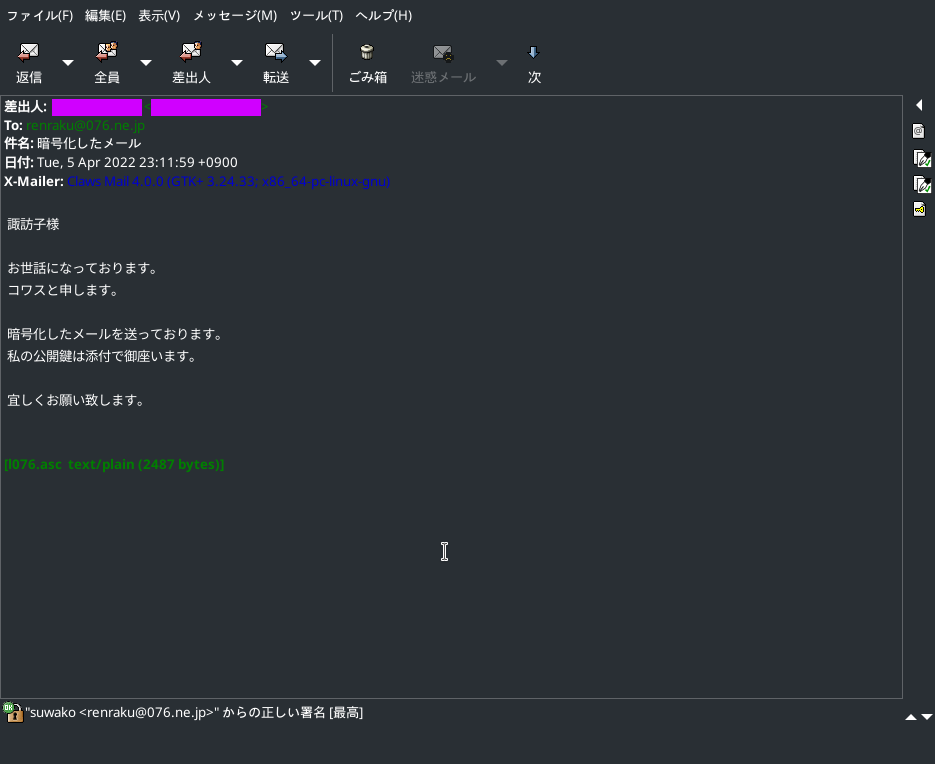 ファイル(F) 編集(E) 表示(V) メッセージ(M) ツール(T) ヘルプ(H)
返信 全員 差出人 転送 ごみ箱 迷惑メール 次
差出人: < >
To: renraku@076.ne.jp
件名: 暗号化したメール
日付: Tue, 5 Apr 2022 23:11:59 +0900
X-Mailer: Claws Mail 4.0.0 (GTK+ 3.24.33; x86_64-pc-linux-gnu)
諏訪子様
お世話になっております。
コワスと申します。
暗号化したメールを送っております。
私の公開鍵は添付で御座います。
宜しくお願い致します。
[l076.asc text/plain (2487 bytes)]
"suwako <renraku@076.ne.jp>" からの正しい署名 [最高]